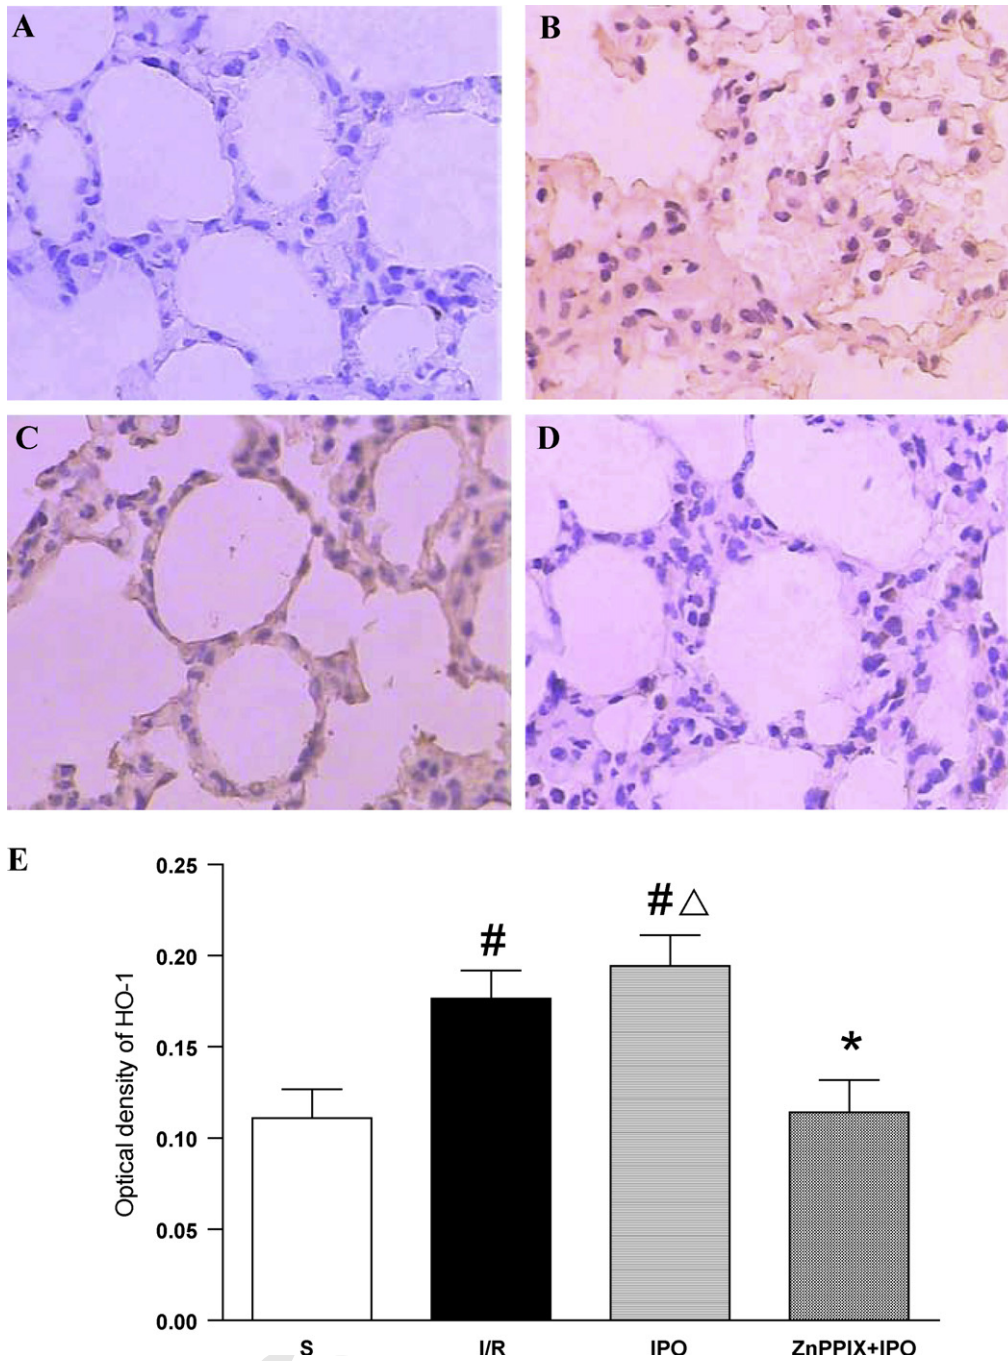 A
B
C
D
E
Optical density of HO-1
0.25
0.20
0.15
0.10
0.05
0.00
#
#△
*
S
I/R
IPO
ZnPPIX+IPO